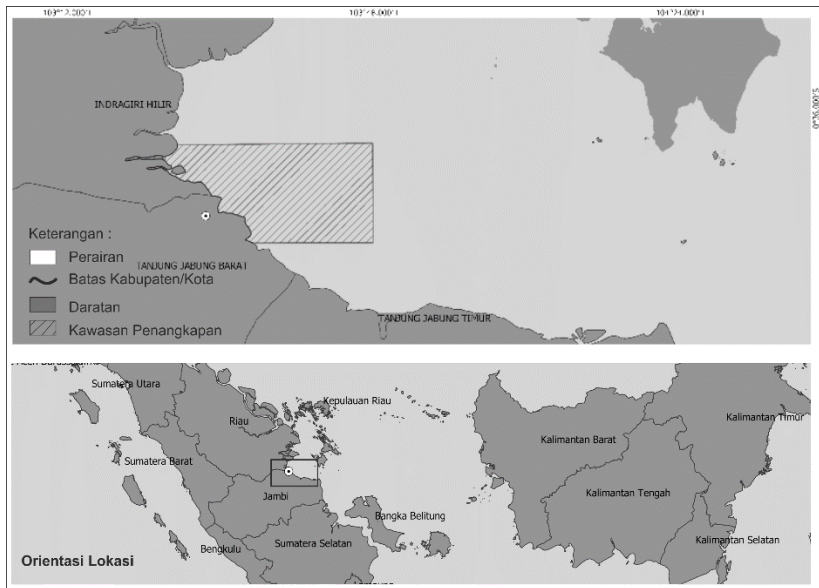 INDRAGIRI HILIR
Keterangan :
Perairan
TANJUNG JABUNG BARAT
Batas Kabupaten/Kota
Daratan
Kawasan Penangkapan
TANJUNG JABUNG TIMUR
Sumatera Utara
Kepulauan Riau
Riau
Kalimantan Timur
Kalimantan Barat
Sumatera Barat
Kalimantan Tengah
Jambi
Bangka Belitung
Sumatera Selatan
Kalimantan Selatan
Bengkulu
Orientasi Lokasi